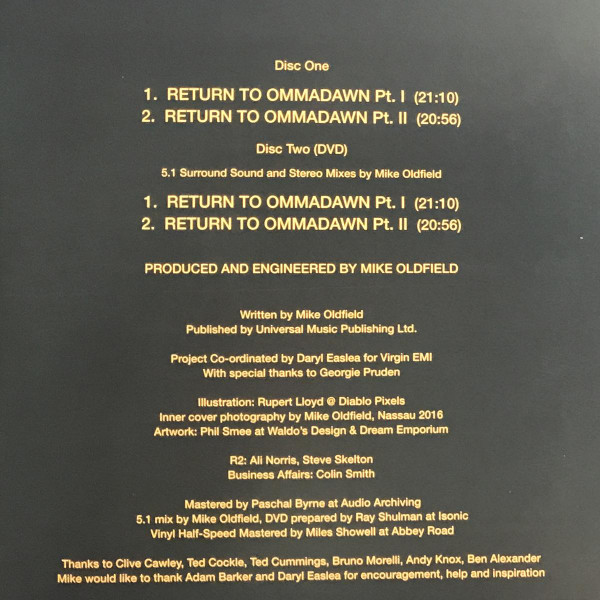 Disc One
1. RETURN TO OMMADAWN Pt. I (21:10)
2. RETURN TO OMMADAWN Pt. II (20:56)
Disc Two (DVD)
5.1 Surround Sound and Stereo Mixes by Mike Oldfield
1. RETURN TO OMMADAWN Pt. I (21:10)
2. RETURN TO OMMADAWN Pt. II (20:56)
PRODUCED AND ENGINEERED BY MIKE OLDFIELD
Written by Mike Oldfield
Published by Universal Music Publishing Ltd.
Project Co-ordinated by Daryl Easlea for Virgin EMI
With special thanks to Georgie Pruden
Illustration: Rupert Lloyd @ Diablo Pixels
Inner cover photography by Mike Oldfield, Nassau 2016
Artwork: Phil Smee at Waldo's Design & Dream Emporium
R2: Ali Norris, Steve Skelton
Business Affairs: Colin Smith
Mastered by Paschal Byrne at Audio Archiving
5.1 mix by Mike Oldfield, DVD prepared by Ray Shulman at Isonic
Vinyl Half-Speed Mastered by Miles Showell at Abbey Road
Thanks to Clive Cawley, Ted Cockle, Ted Cummings, Bruno Morelli, Andy Knox, Ben Alexander
Mike would like to thank Adam Barker and Daryl Easlea for encouragement, help and inspiration